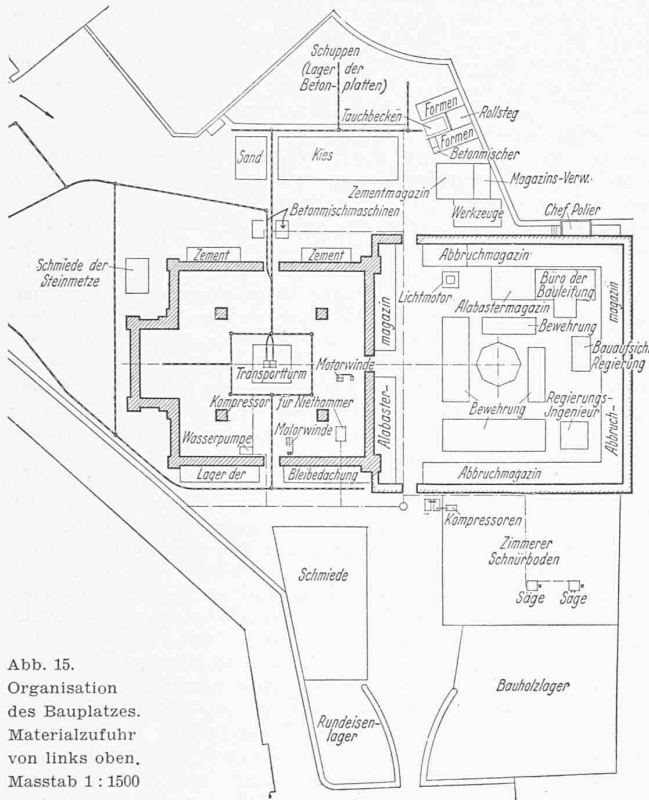 Schuppen
(Lager der
Beton-platten)
Tauchbecken
Formen
Rollsteg
Formen
Betonmischer
Sand
Kies
Zementmagazin
Magazins-Verw.
Werkzeuge
Chef Polier
Betonmischmaschinen
Zement
Zement
Schmiede der
Steinmetze
Abbruchmagazin
Lichtmotor
Alabastermagazin
Büro der
Bauleitung
Bewehrung
magazin
magazin
Bauaufsicht
Regierung
Transportturm
Motorwinde
Kompressor für Niethammer
Motorwinde
Wasserpumpe
Alabaster-
Bewehrung
Regierungs-
Ingenieur
Abbruch-
Lager der
Bleibedachung
Abbruchmagazin
Kompressoren
Zimmerer
Schnürboden
Säge
Säge
Schmiede
Bauholzlager
Rundeisen-
lager
Abb. 15.
Organisation
des Bauplatzes.
Materialzufuhr
von links oben.
Masstab 1 : 1500